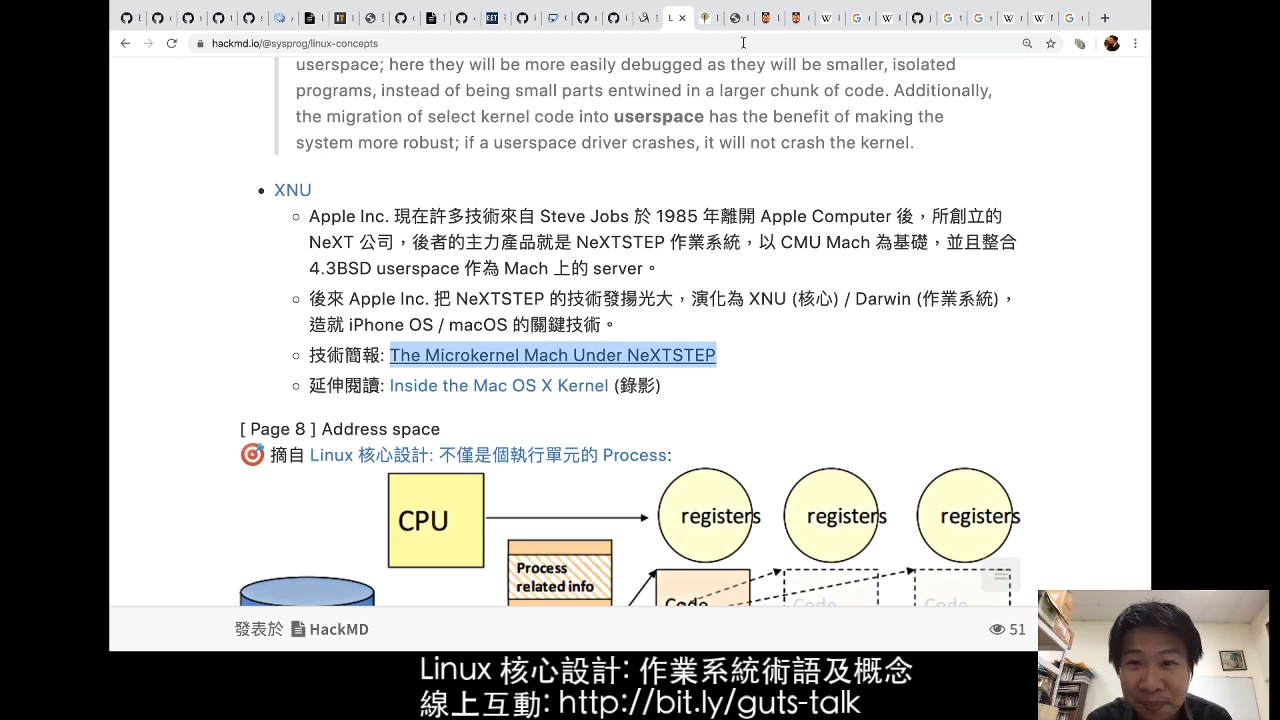 hackmd.io/@sysprog/linux-concepts
userspace; here they will be more easily debugged as they will be smaller, isolated
programs, instead of being small parts entwined in a larger chunk of code. Additionally,
the migration of select kernel code into userspace has the benefit of making the
system more robust; if a userspace driver crashes, it will not crash the kernel.
XNU
Apple Inc. 現在許多技術來自 Steve Jobs 於 1985 年離開 Apple Computer 後，所創立的
NeXT 公司，後者的主力產品就是 NeXTSTEP 作業系統，以 CMU Mach 為基礎，並且整合
4.3BSD userspace 作為 Mach 上的 server。
後來 Apple Inc. 把 NeXTSTEP 的技術發揚光大，演化為 XNU (核心) / Darwin (作業系統)，
造就 iPhone OS / macOS 的關鍵技術。
技術簡報: The Microkernel Mach Under NeXTSTEP
延伸閱讀: Inside the Mac OS X Kernel (錄影)
[ Page 8 ] Address space
摘自 Linux 核心設計: 不僅是個執行單元的 Process:
CPU
registers registers registers
Process
related info
Code Code Code
發表於 HackMD 51
Linux 核心設計: 作業系統術語及概念
線上互動: http://bit.ly/guts-talk